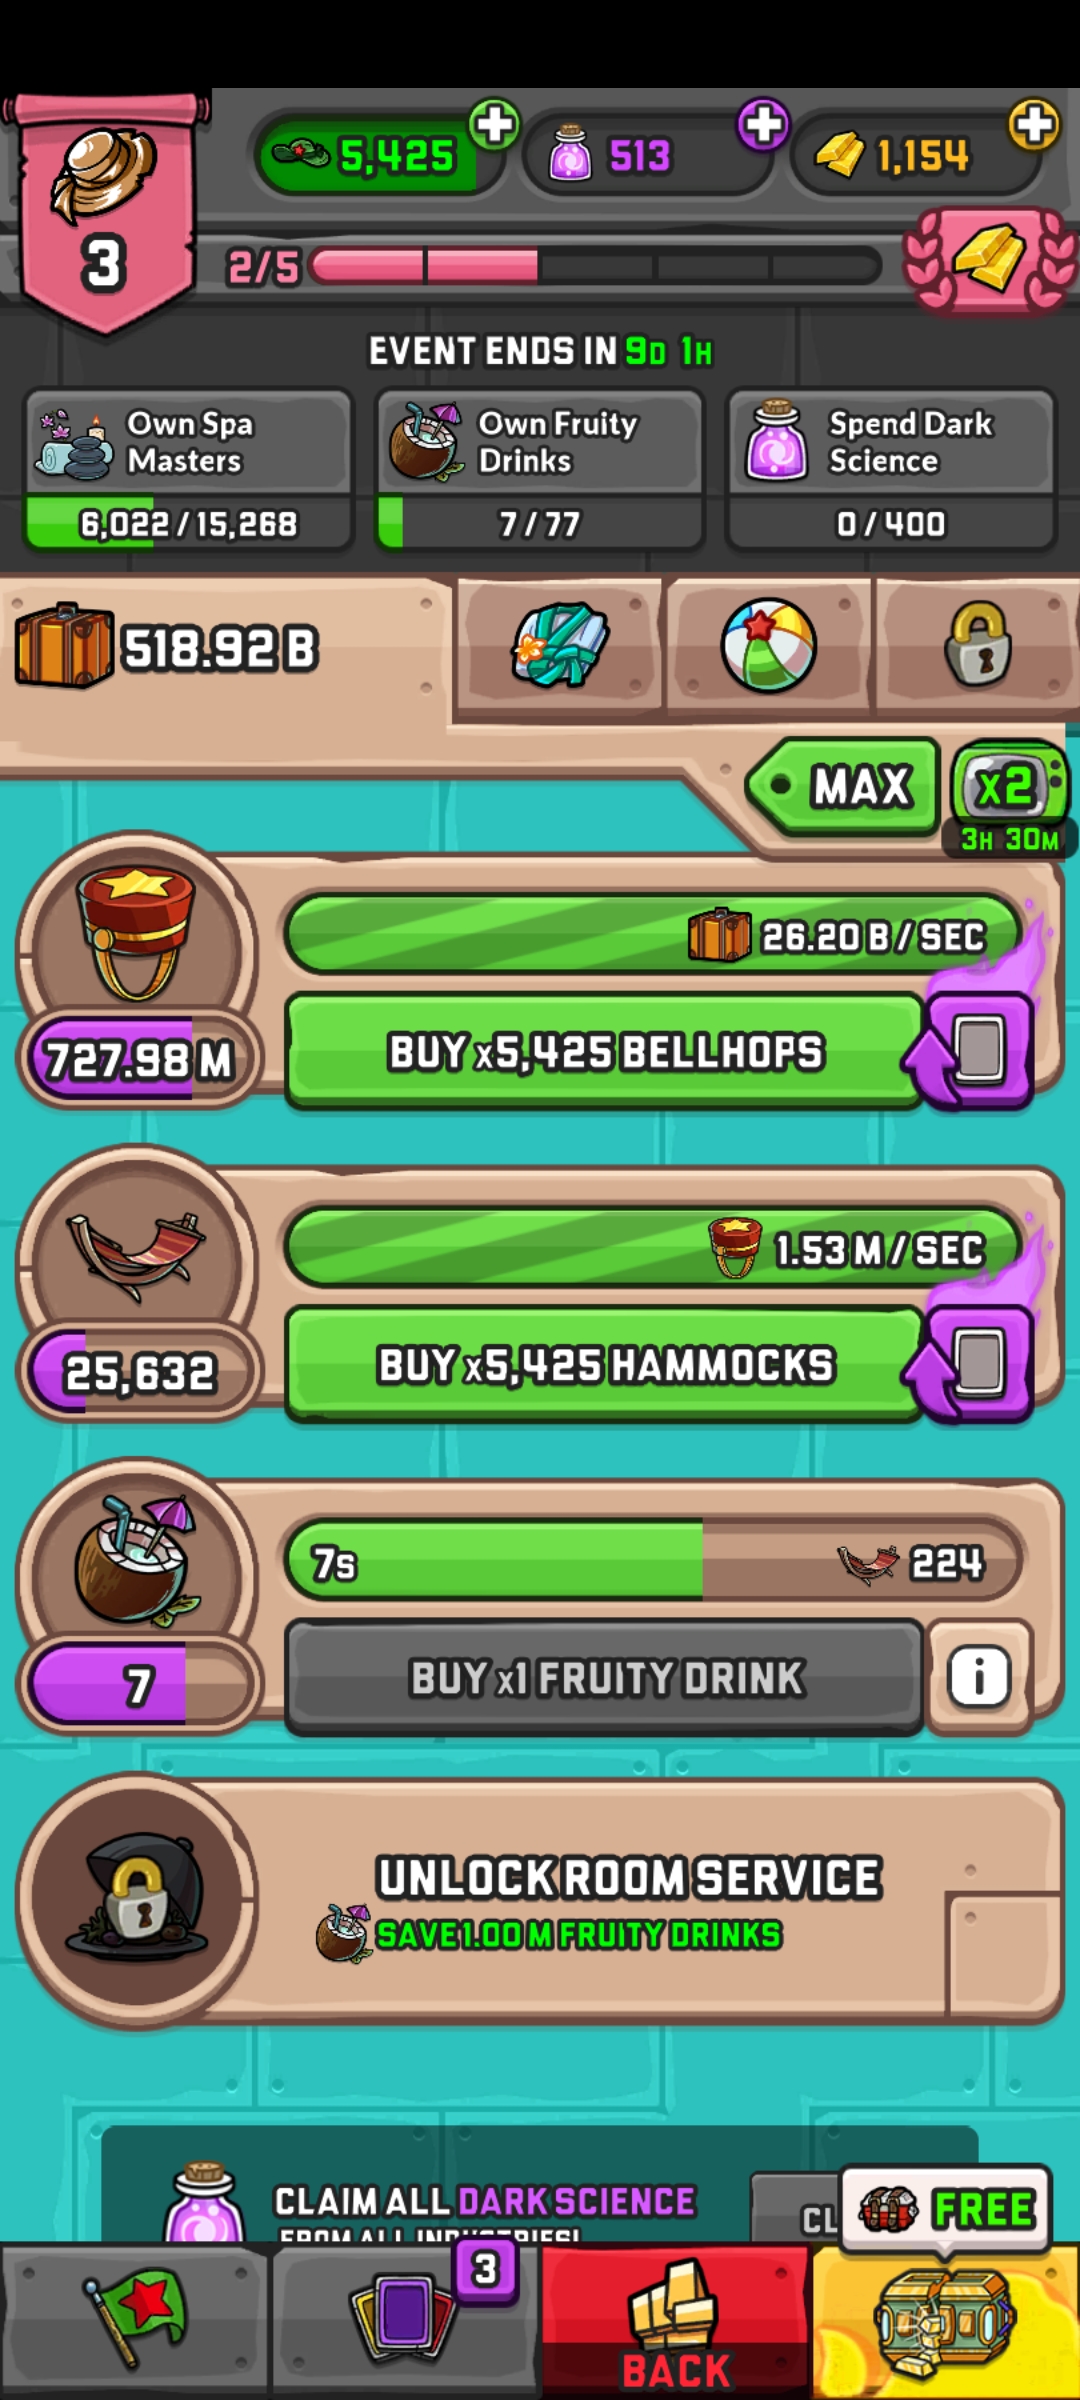 5,425
513
1,154
3
2/5
EVENT ENDS IN 9D 1H
Own Spa
Masters
6,022/15,268
Own Fruity
Drinks
7/77
Spend Dark
Science
0/400
518.92 B
MAX
x2
3H 30M
26.20 B / SEC
727.98 M
BUY x5,425 BELLHOPS
1.53 M / SEC
25,632
BUY x5,425 HAMMOCKS
7s
224
7
BUY x1 FRUITY DRINK
i
UNLOCK ROOM SERVICE
SAVE 1.00 M FRUITY DRINKS
CLAIM ALL DARK SCIENCE
FROM ALL INDUSTRIES!
CL
FREE
3
BACK